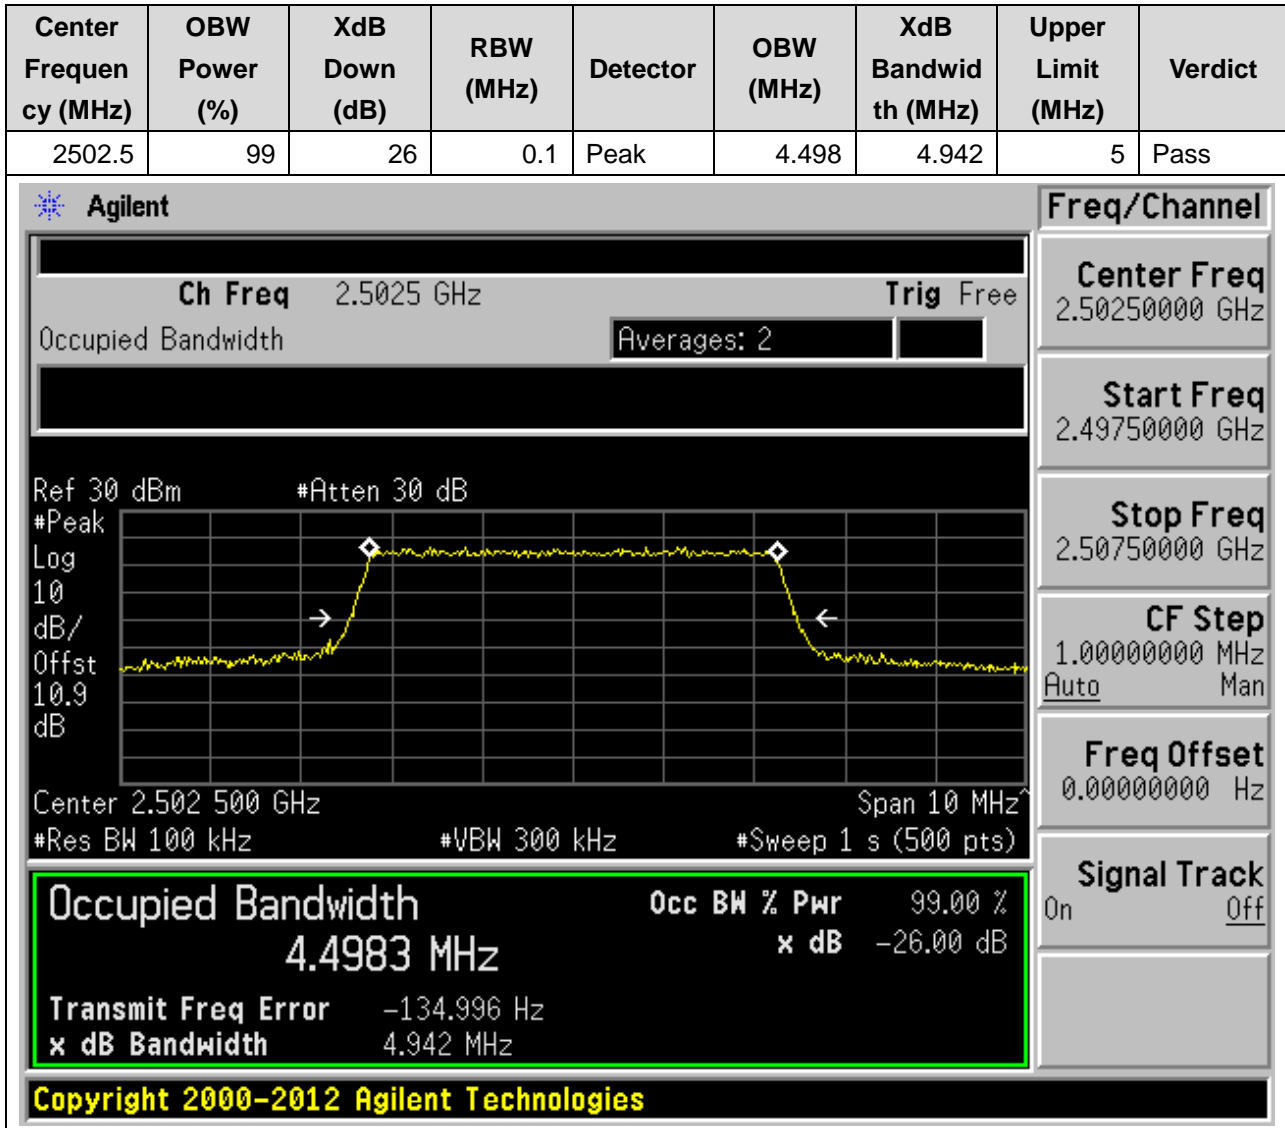 Center Frequen cy (MHz) OBW Power (%) XdB Down (dB) RBW (MHz) Detector OBW (MHz) XdB Bandwid th (MHz) Upper Limit (MHz) Verdict
2502.5 99 26 0.1 Peak 4.498 4.942 5 Pass
Agilent
Freq/Channel
Ch Freq 2.5025 GHz Trig Free
Occupied Bandwidth Averages: 2
Center Freq
2.50250000 GHz
Start Freq
2.49750000 GHz
Stop Freq
2.50750000 GHz
CF Step
1.00000000 MHz
Auto Man
Freq Offset
0.00000000 Hz
Signal Track
On Off
Ref 30 dBm #Atten 30 dB
#Peak
Log
10
dB/
Offst
10.9
dB
Center 2.502 500 GHz Span 10 MHz^
#Res BW 100 kHz #VBW 300 kHz #Sweep 1 s (500 pts)
Occupied Bandwidth Occ BW % Pwr 99.00 %
4.4983 MHz x dB -26.00 dB
Transmit Freq Error -134.996 Hz
x dB Bandwidth 4.942 MHz
Copyright 2000-2012 Agilent Technologies